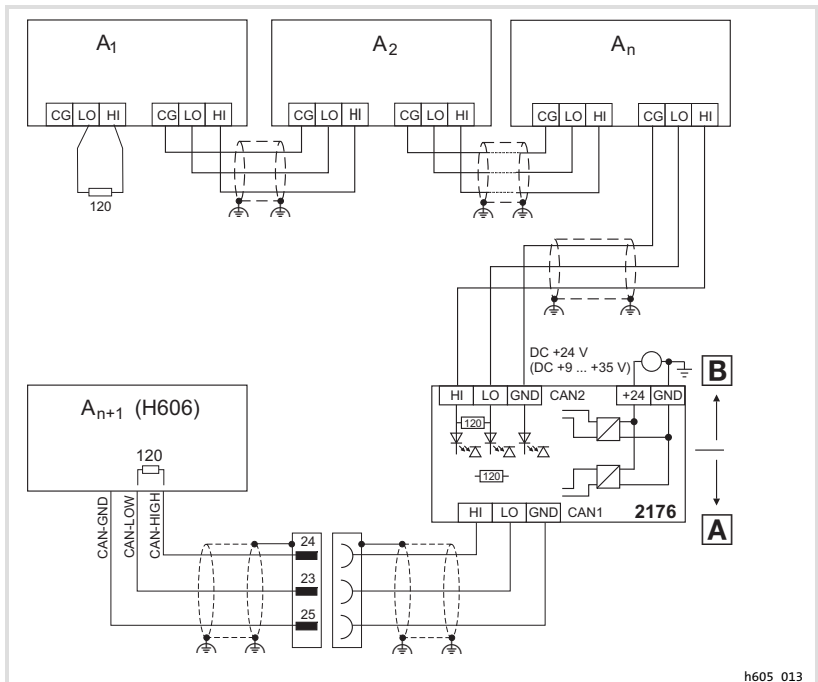 A1 A2 An
CG LO HI CG LO HI CG LO HI CG LO HI CG LO HI CG LO HI
120
DC +24 V
(DC +9 ... +35 V)
B
HI LO GND CAN2 +24 GND
An+1 (H606)
120
120
120
CAN-GND
CAN-LOW
CAN-HIGH
HI LO GND CAN1 2176
A
24
23
25
h605_013